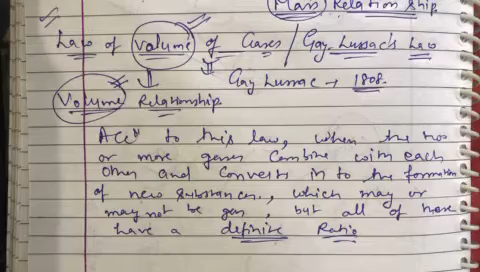 (Mass) Relation ship
Law of Volume of Gases / Gay-Lussac's Law
Gay Lussac → 1808
Volume Relationship
Acc" to this law, when the two
or more gases combine with each
other and converts in to the formation
of new substances, which may or
may not be gas, but all of
have a definite Ratio